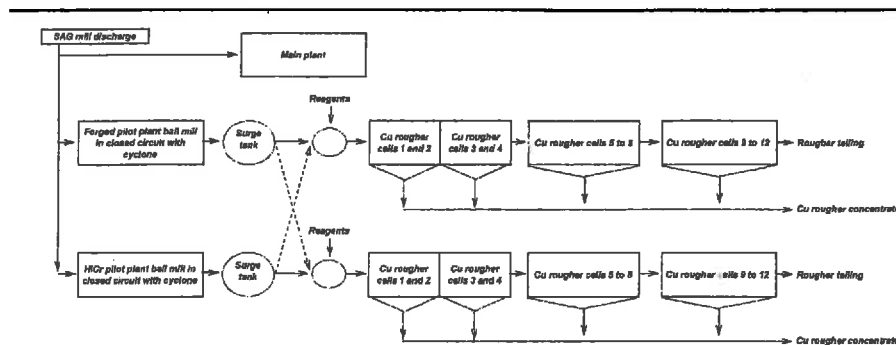 SAG mill discharge
Main plant
Reagents
Forged pilot plant ball mill
in closed circuit with
cyclone
Surge
tank
Cu rougher
cells 1 and 2
Cu rougher
cells 3 and 4
Cu rougher cells 5 to 8
Cu rougher cells 9 to 12
Rougher tailing
Cu rougher concentrate
Reagents
HiCr pilot plant ball mill in
closed circuit with cyclone
Surge
tank
Cu rougher
cells 1 and 2
Cu rougher
cells 3 and 4
Cu rougher cells 5 to 8
Cu rougher cells 9 to 12
Rougher tailing
Cu rougher concentrate